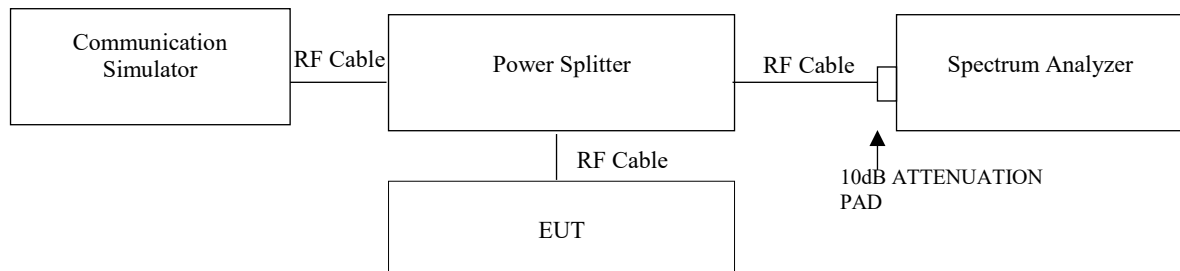 Communication
Simulator
RF Cable
Power Splitter
RF Cable
Spectrum Analyzer
RF Cable
10dB ATTENUATION
PAD
EUT